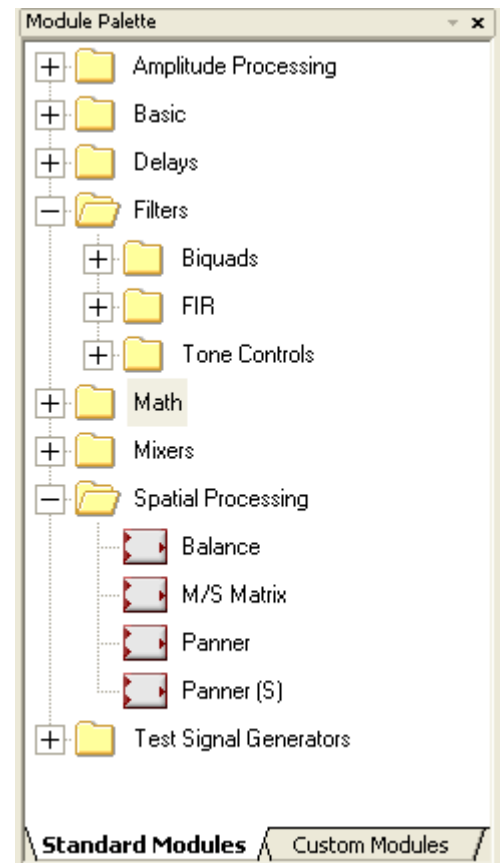 Module Palette
Amplitude Processing
Basic
Delays
Filters
Biquads
FIR
Tone Controls
Math
Mixers
Spatial Processing
Balance
M/S Matrix
Panner
Panner (S)
Test Signal Generators
Standard Modules Custom Modules